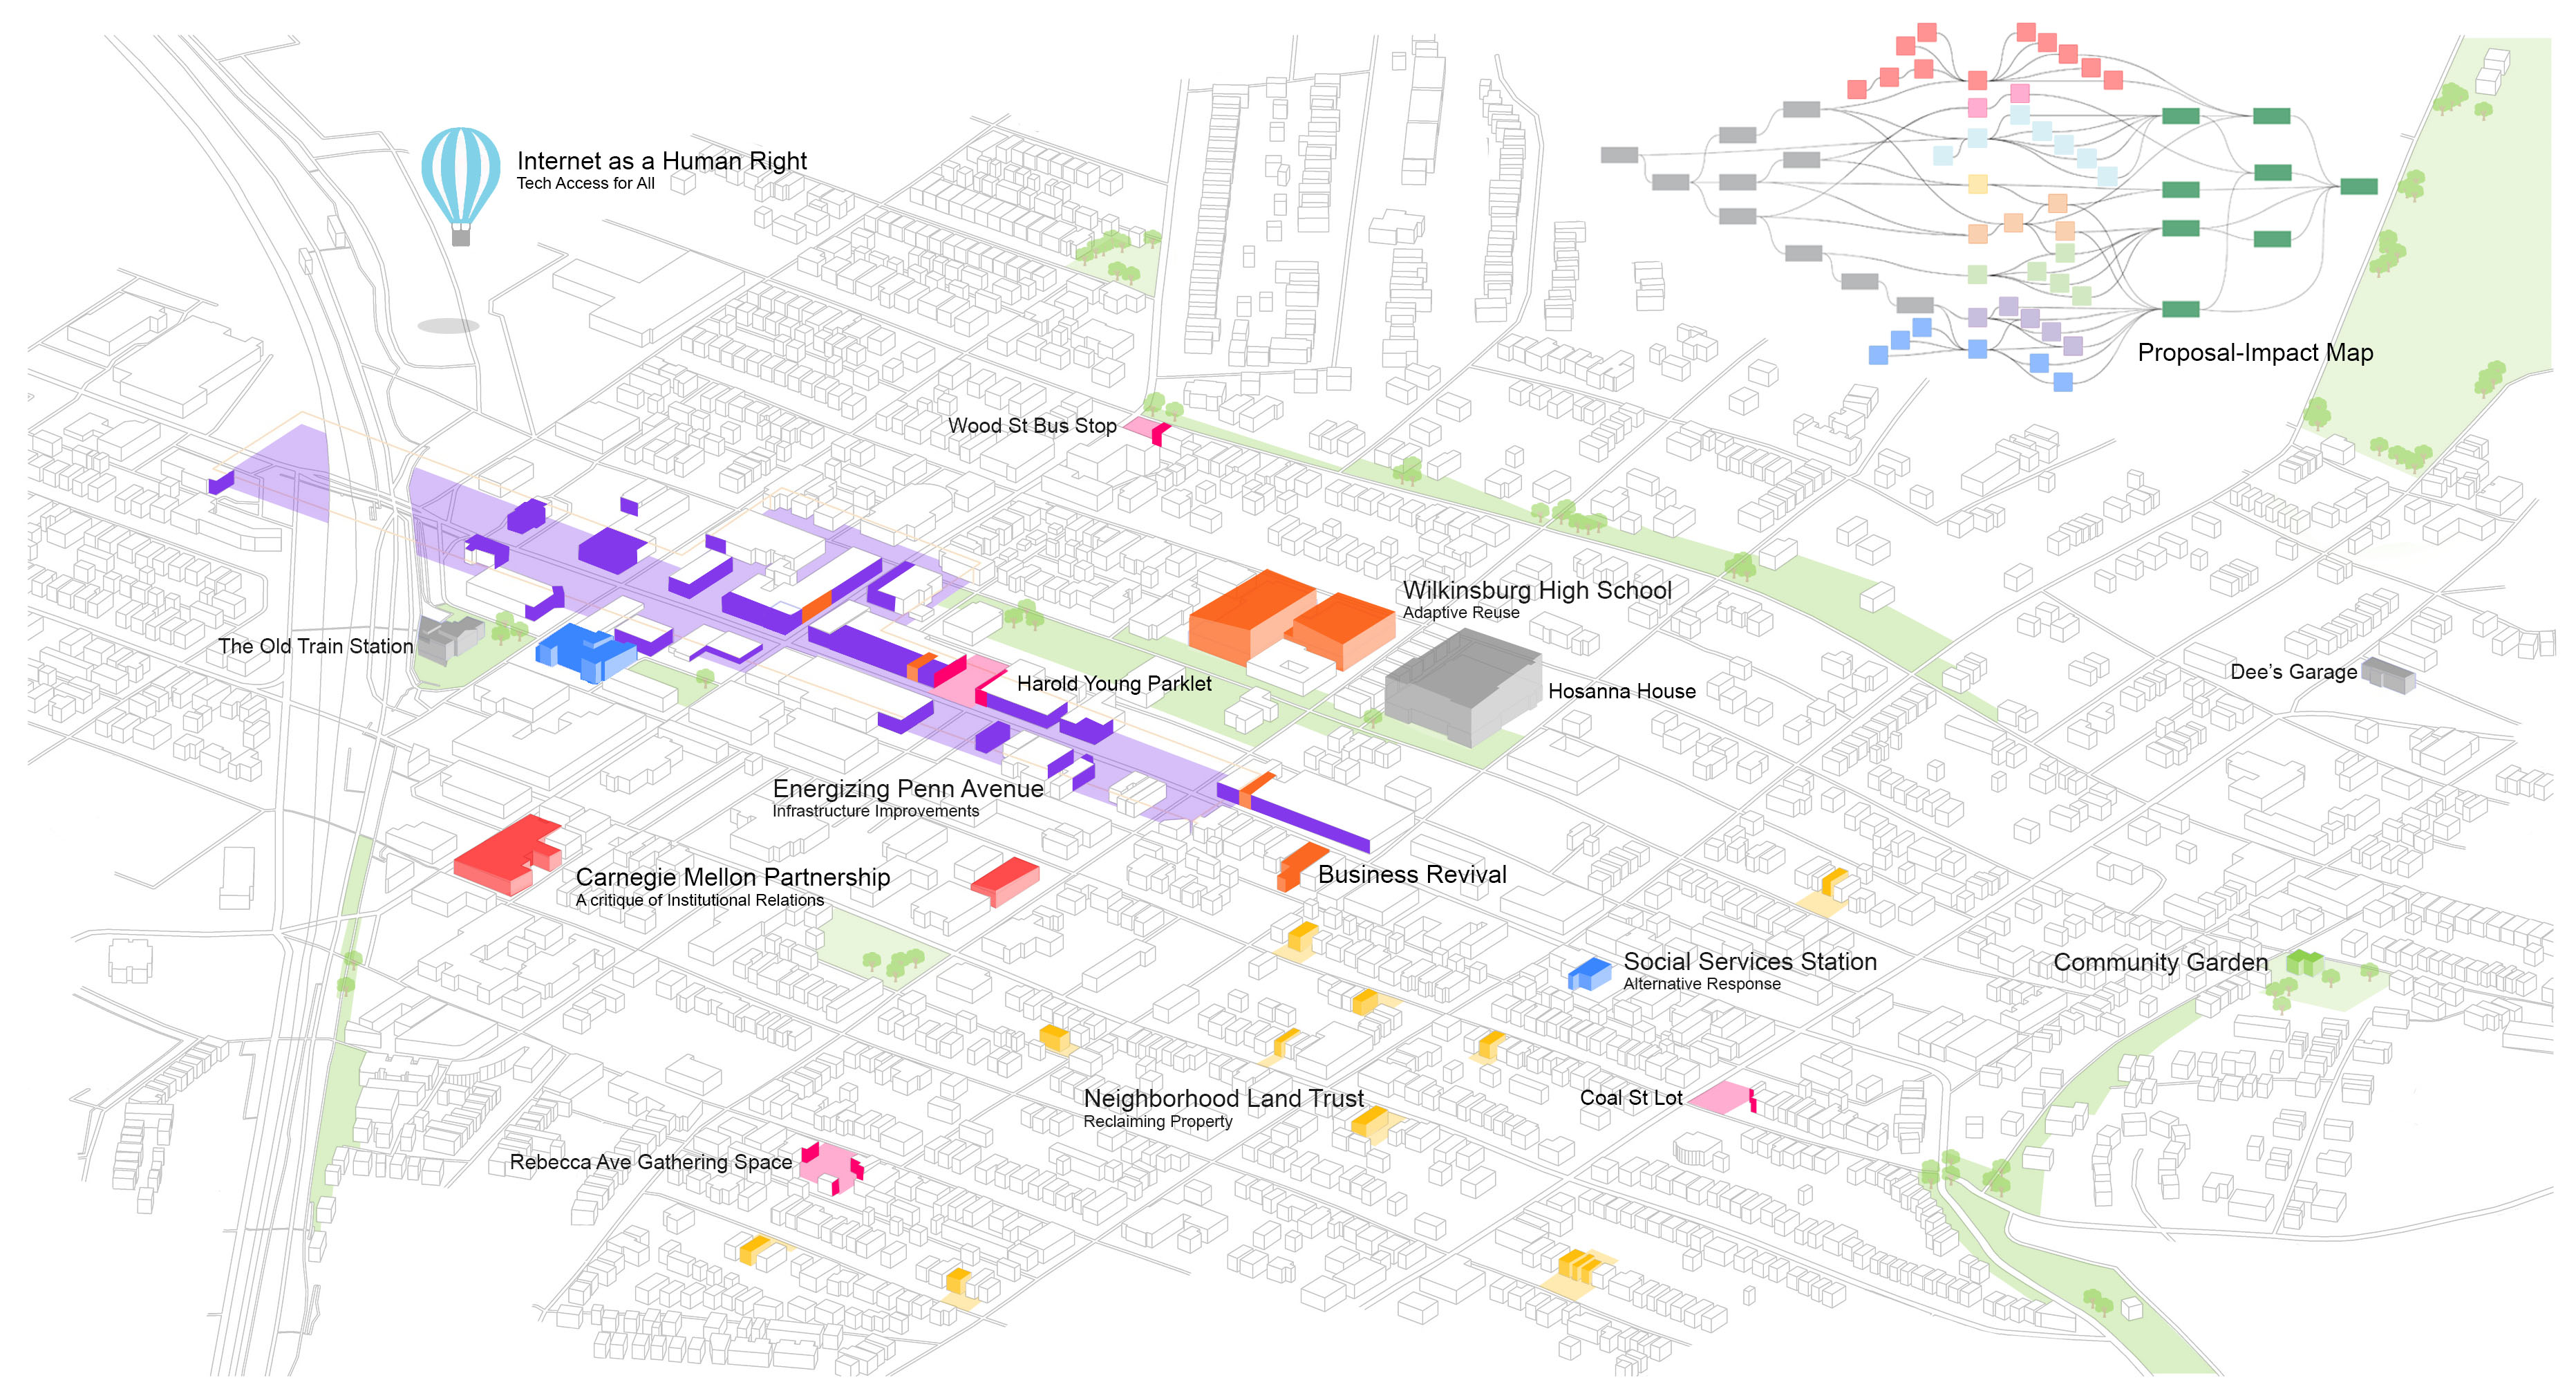 Internet as a Human Right
Tech Access for All
Proposal-Impact Map
Wood St Bus Stop
Wilkinsburg High School
Adaptive Reuse
The Old Train Station
Harold Young Parklet
Hosanna House
Dee’s Garage
Energizing Penn Avenue
Infrastructure Improvements
Carnegie Mellon Partnership
A critique of Institutional Relations
Business Revival
Social Services Station
Alternative Response
Community Garden
Neighborhood Land Trust
Reclaiming Property
Coal St Lot
Rebecca Ave Gathering Space